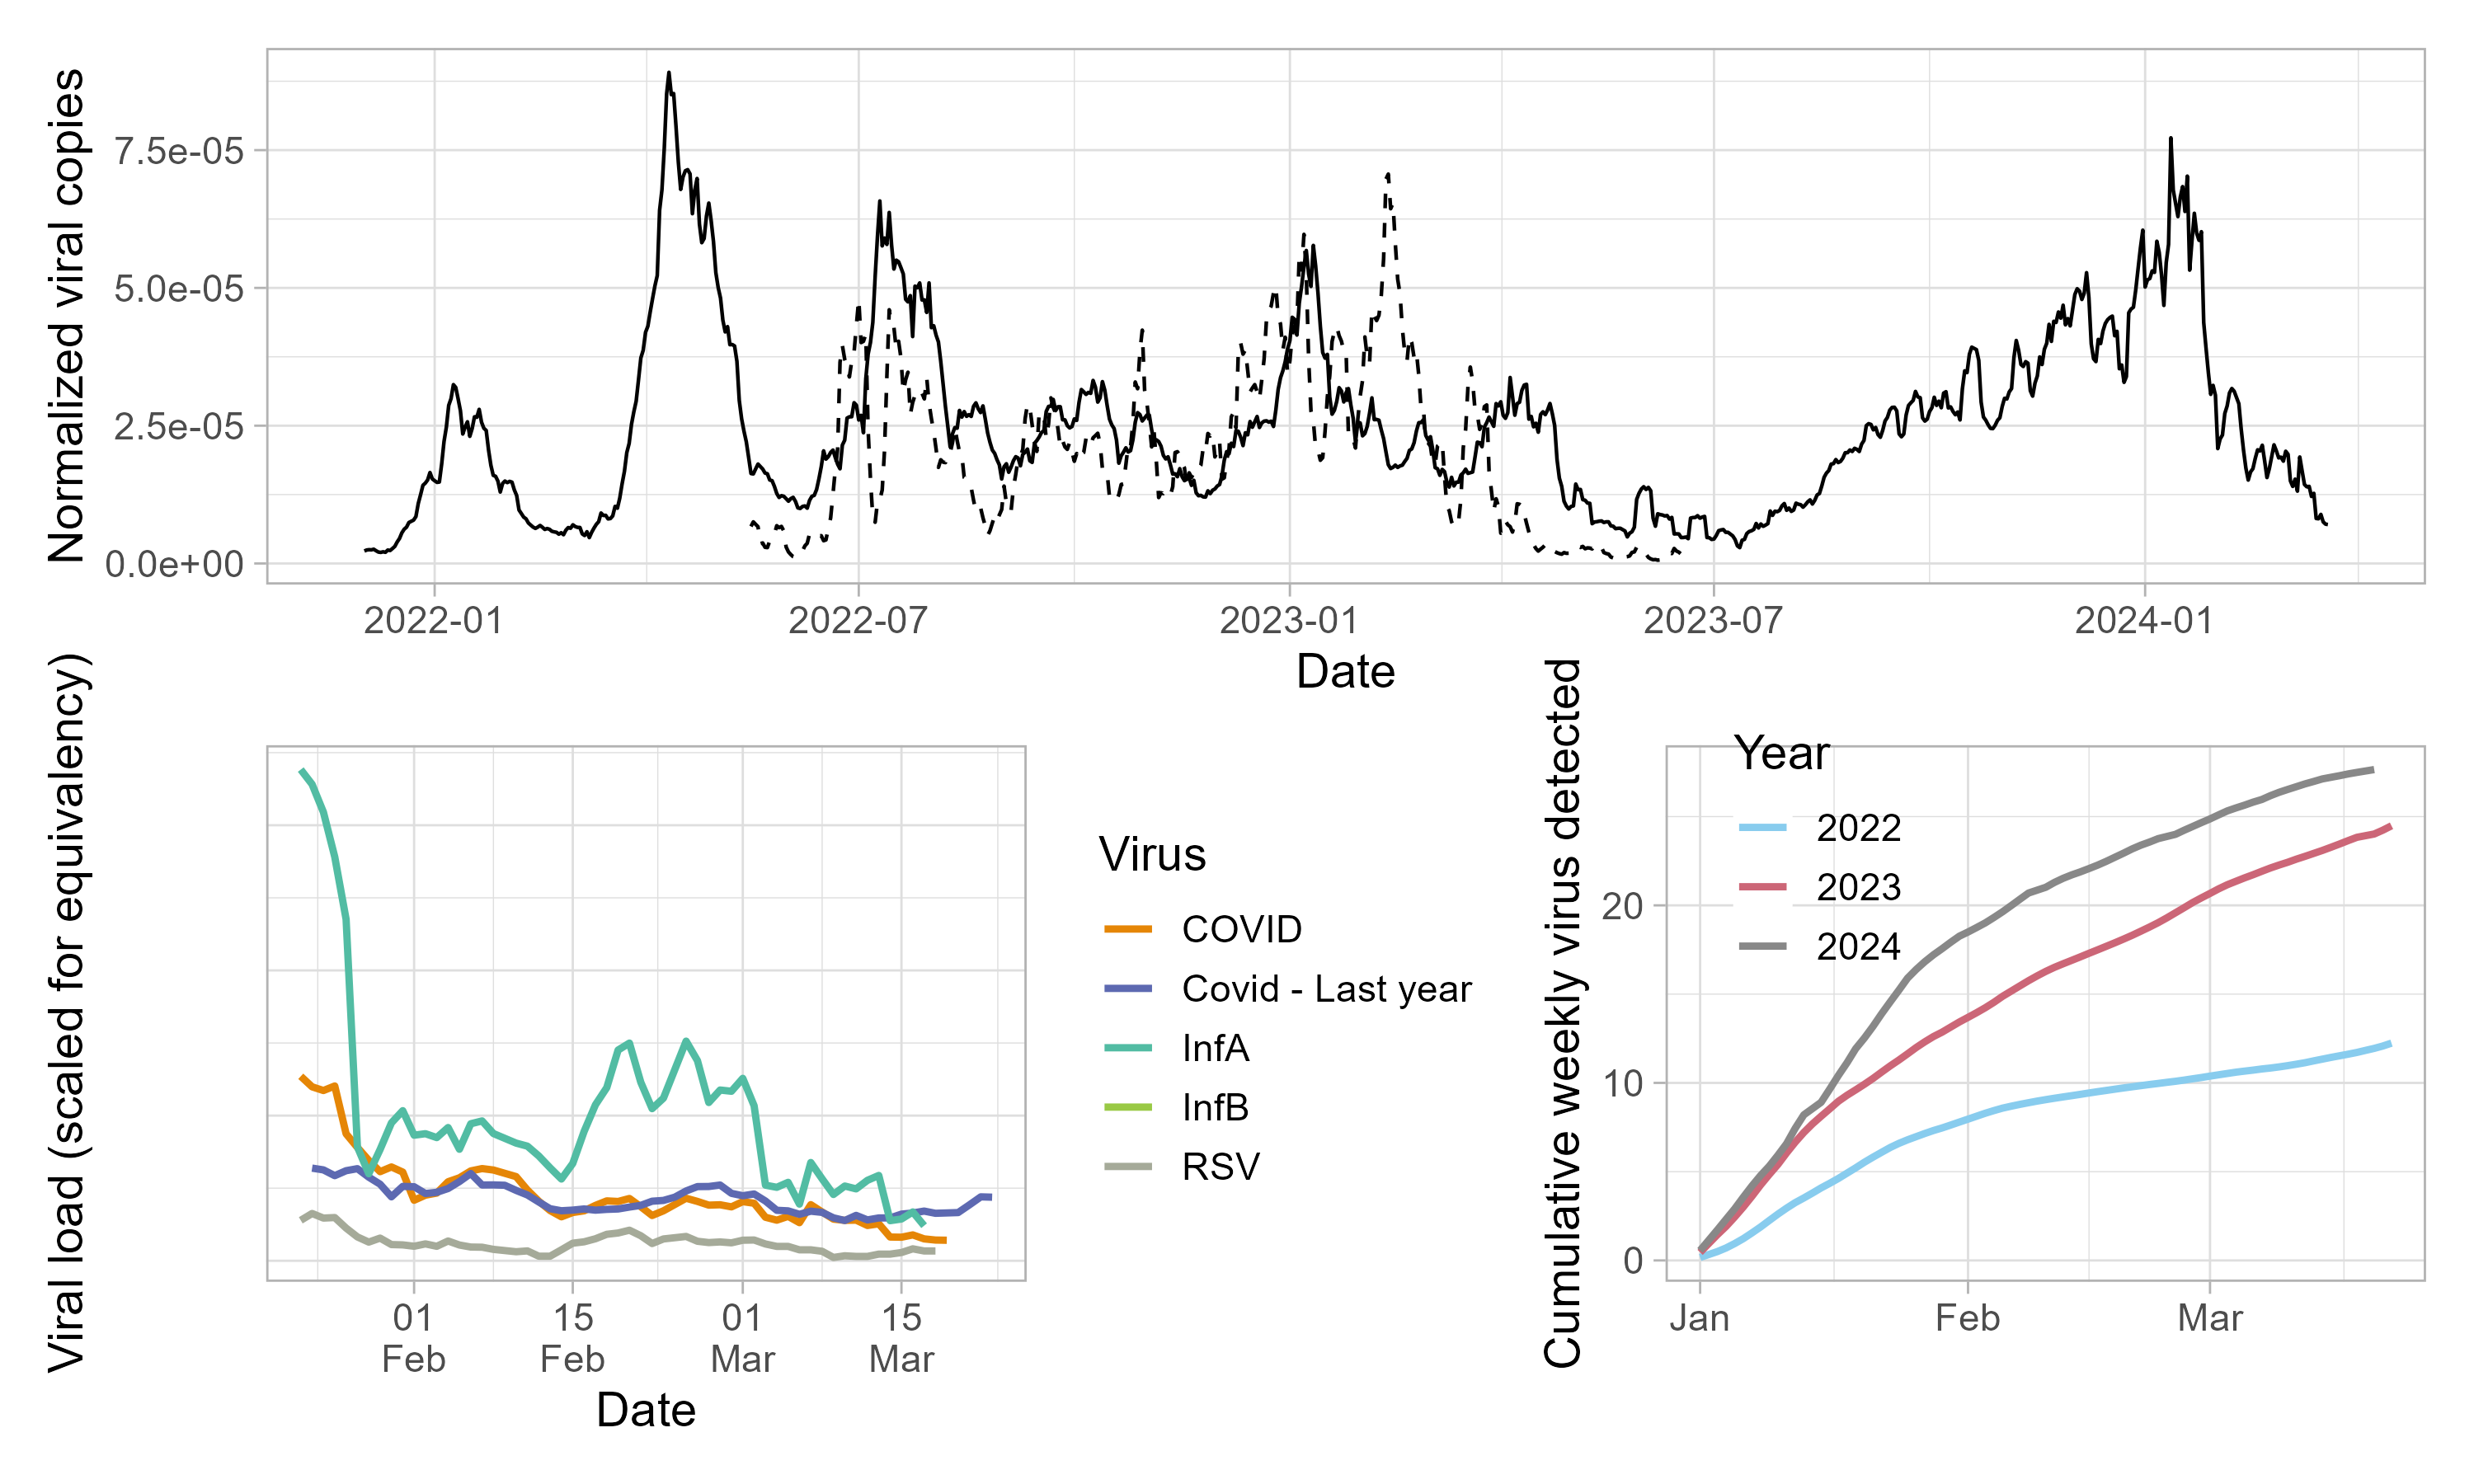 Normalized viral copies
7.5e-05
5.0e-05
2.5e-05
0.0e+00
2022-01
2022-07
2023-01
2023-07
2024-01
Date
Viral load (scaled for equivalency)
01
Feb
15
Feb
01
Mar
15
Mar
Date
Virus
COVID
Covid - Last year
InfA
InfB
RSV
Cumulative weekly virus detected
Year
2022
2023
2024
20
10
0
Jan
Feb
Mar